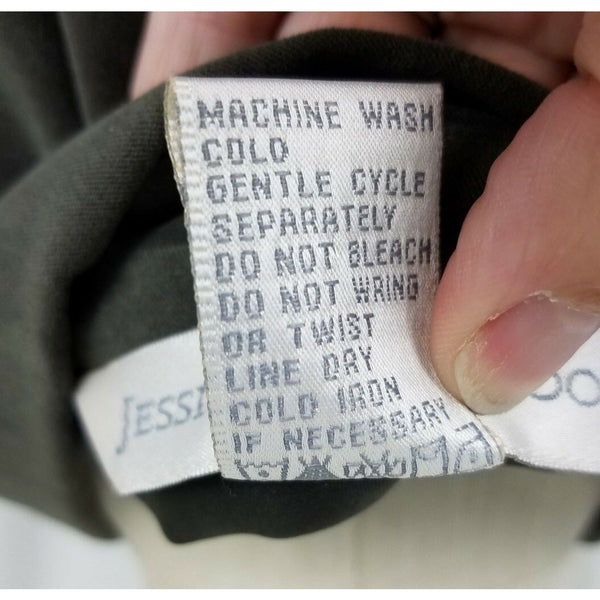 MACHINE WASH
COLD
GENTLE CYCLE
SEPARATELY
DO NOT BLEACH
DO NOT WRING
OR TWIST
LINE DRY
COLD IRON
IF NECESSARY